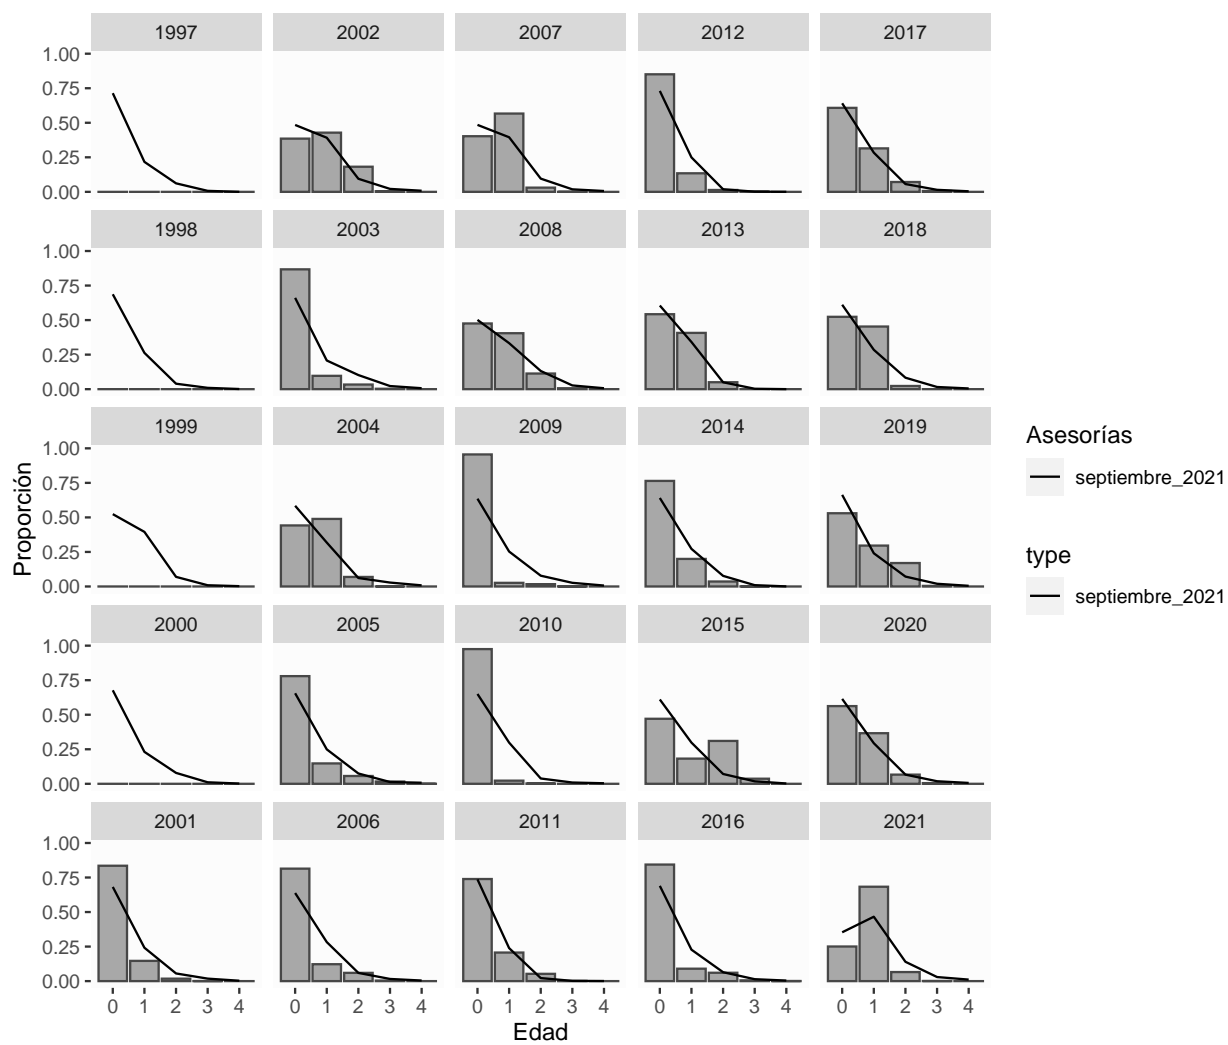 1997 2002 2007 2012 2017
1.00
0.75
0.50
0.25
0.00
1998 2003 2008 2013 2018
1.00
0.75
0.50
0.25
0.00
1999 2004 2009 2014 2019
1.00
0.75
0.50
0.25
0.00
2000 2005 2010 2015 2020
1.00
0.75
0.50
0.25
0.00
2001 2006 2011 2016 2021
1.00
0.75
0.50
0.25
0.00
0 1 2 3 4 0 1 2 3 4 0 1 2 3 4 0 1 2 3 4 0 1 2 3 4
Edad
Proporción
Asesorías
septiembre_2021
type
septiembre_2021